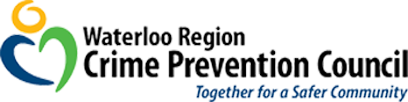 Waterloo Region
Crime Prevention Council
Together for a Safer Community